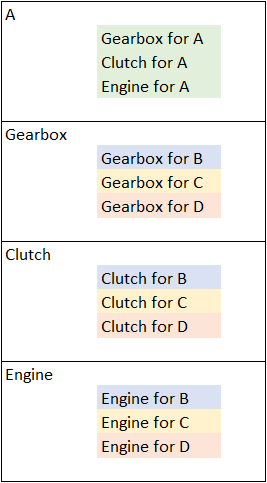 A
Gearbox for A
Clutch for A
Engine for A
Gearbox
Gearbox for B
Gearbox for C
Gearbox for D
Clutch
Clutch for B
Clutch for C
Clutch for D
Engine
Engine for B
Engine for C
Engine for D